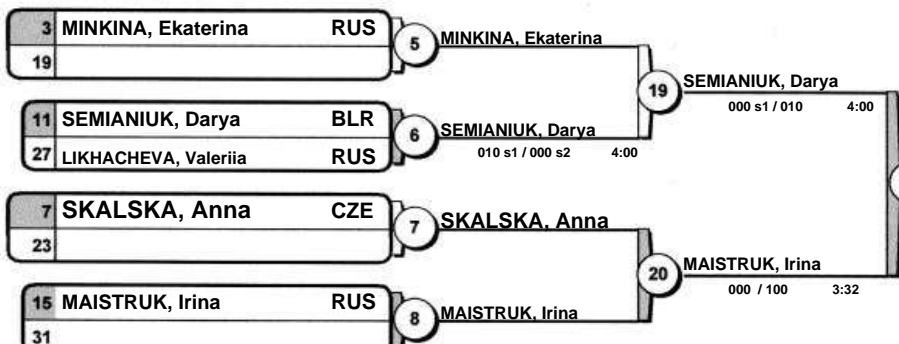 3 MINKINA, Ekaterina RUS
19
5
MINKINA, Ekaterina
11 SEMIANIUK, Darya BLR
27 LIKHACHEVA, Valeriia RUS
6
SEMIANIUK, Darya
010 s1 / 000 s2 4:00
19
SEMIANIUK, Darya
000 s1 / 010 4:00
7 SKALSKA, Anna CZE
23
7
SKALSKA, Anna
15 MAISTRUK, Irina RUS
31
8
MAISTRUK, Irina
20
MAISTRUK, Irina
000 / 100 3:32